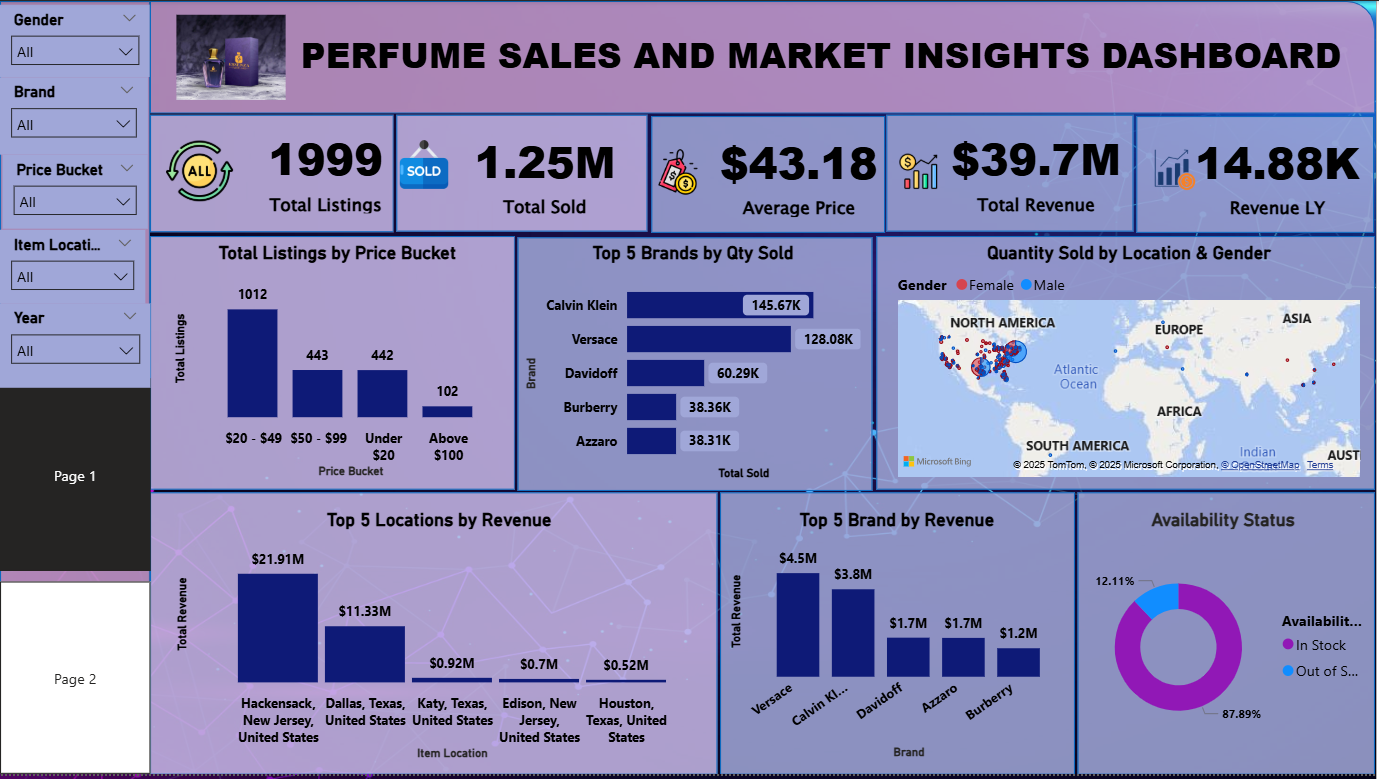 Gender
All
Brand
All
Price Bucket
All
Item Locati...
All
Year
All
Page 1
Page 2
PERFUME SALES AND MARKET INSIGHTS DASHBOARD
ALL
1999
Total Listings
SOLD
1.25M
Total Sold
$43.18
Average Price
$39.7M
Total Revenue
14.88K
Revenue LY
Total Listings by Price Bucket
Total Listings
1012
443
442
102
$20 - $49
$50 - $99
Under
$20
Above
$100
Price Bucket
Top 5 Brands by Qty Sold
Brand
Calvin Klein
145.67K
Versace
128.08K
Davidoff
60.29K
Burberry
38.36K
Azzaro
38.31K
Total Sold
Quantity Sold by Location & Gender
Gender Female Male
NORTH AMERICA
EUROPE
ASIA
Atlantic
Ocean
AFRICA
SOUTH AMERICA
Indian
AUST
Microsoft Bing
© 2025 TomTom, © 2025 Microsoft Corporation, © OpenStreetMap Terms
Top 5 Locations by Revenue
Total Revenue
$21.91M
$11.33M
$0.92M
$0.7M
$0.52M
Hackensack,
New Jersey,
United States
Dallas, Texas,
United States
Katy, Texas,
United States
Edison, New
Jersey,
United States
Houston,
Texas, United
States
Item Location
Top 5 Brand by Revenue
Total Revenue
$4.5M
$3.8M
$1.7M
$1.7M
$1.2M
Versace
Calvin Kl...
Davidoff
Azzaro
Burberry
Brand
Availability Status
12.11%
87.89%
Availabilit...
In Stock
Out of S...